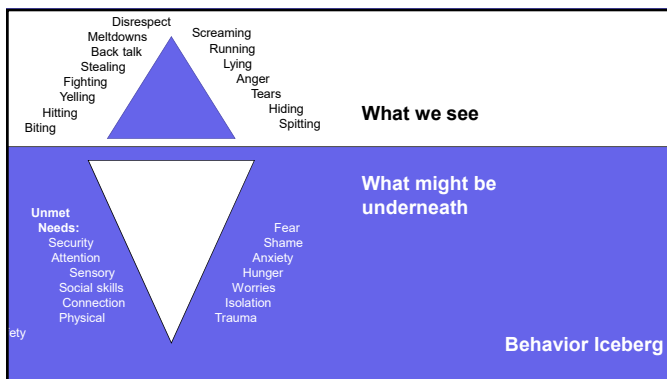 Disrespect
Meltdowns
Back talk
Stealing
Fighting
Yelling
Hitting
Biting
Screaming
Running
Lying
Anger
Tears
Hiding
Spitting
What we see
What might be
underneath
Unmet
Needs:
Security
Attention
Sensory
Social skills
Connection
Physical
Fear
Shame
Anxiety
Hunger
Worries
Isolation
Trauma
Behavior Iceberg